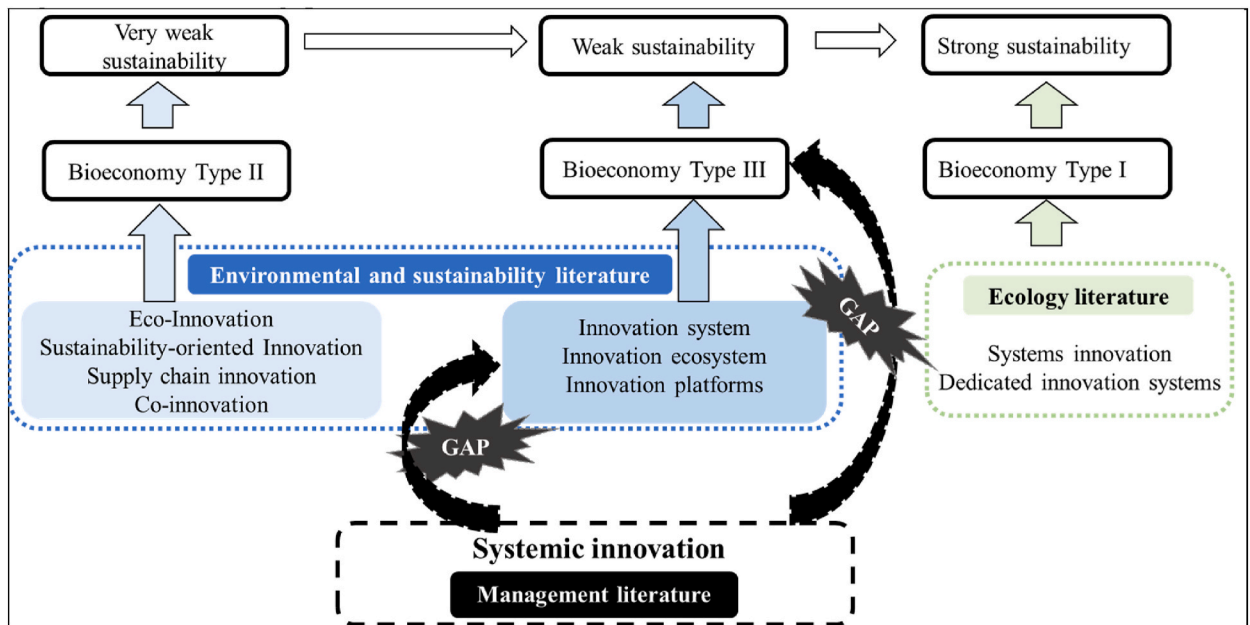 Very weak
sustainability
Weak sustainability
Strong sustainability
Bioeconomy Type II
Bioeconomy Type III
Bioeconomy Type I
Environmental and sustainability literature
Eco-Innovation
Sustainability-oriented Innovation
Supply chain innovation
Co-innovation
Innovation system
Innovation ecosystem
Innovation platforms
GAP
Ecology literature
Systems innovation
Dedicated innovation systems
GAP
Systemic innovation
Management literature